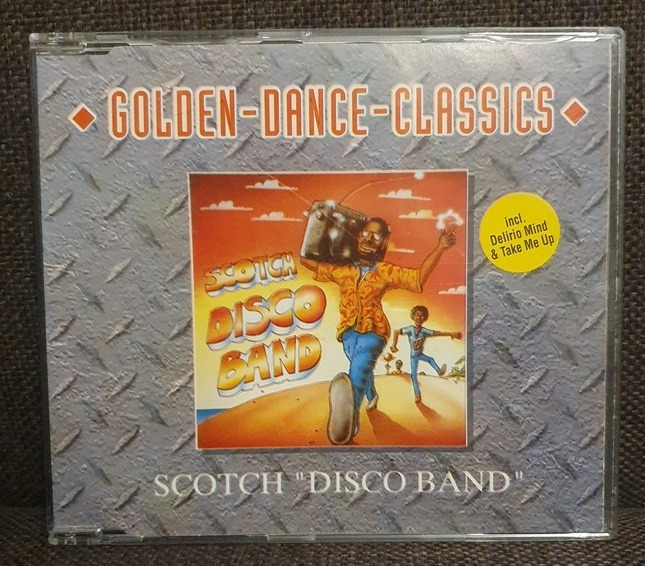 GOLDEN-DANCE-CLASSICS
SCOTCH
DISCO
BAND
incl.
Delirio Mind
& Take Me Up
SCOTCH "DISCO BAND"